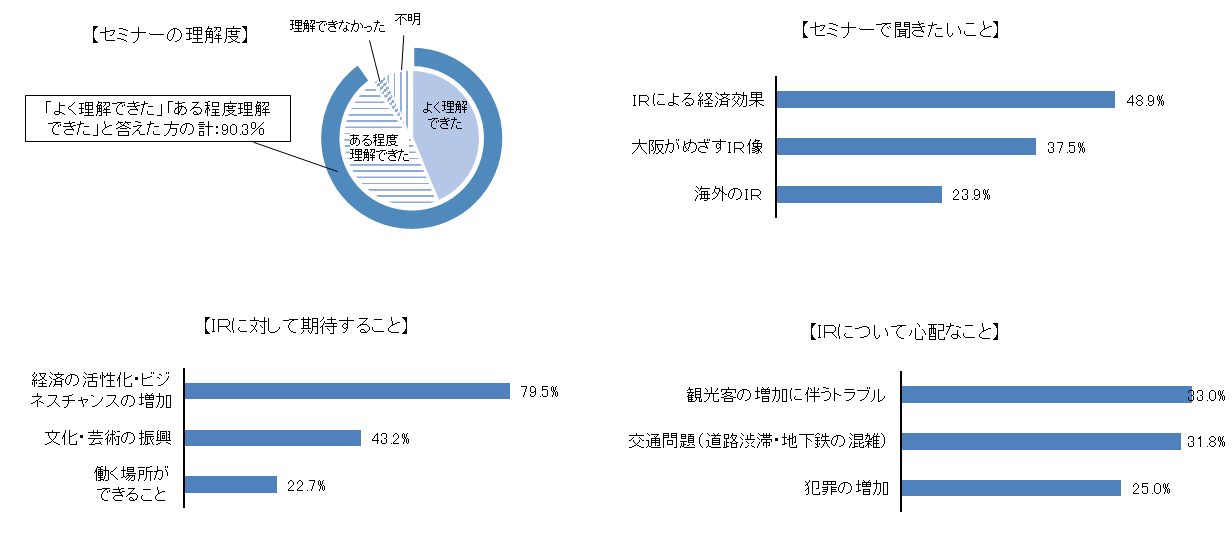 【セミナーの理解度】
理解できなかった
不明
よく理解
できた
ある程度
理解できた
「よく理解できた」「ある程度理解
できた」と答えた方の計：90.3％
【セミナーで聞きたいこと】
ＩＲによる経済効果
48.9%
大阪がめざすＩＲ像
37.5%
海外のＩＲ
23.9%
【ＩＲに対して期待すること】
経済の活性化・ビジ
ネスチャンスの増加
79.5%
文化・芸術の振興
43.2%
働く場所が
できること
22.7%
【ＩＲについて心配なこと】
観光客の増加に伴うトラブル
33.0%
交通問題（道路渋滞・地下鉄の混雑）
31.8%
犯罪の増加
25.0%